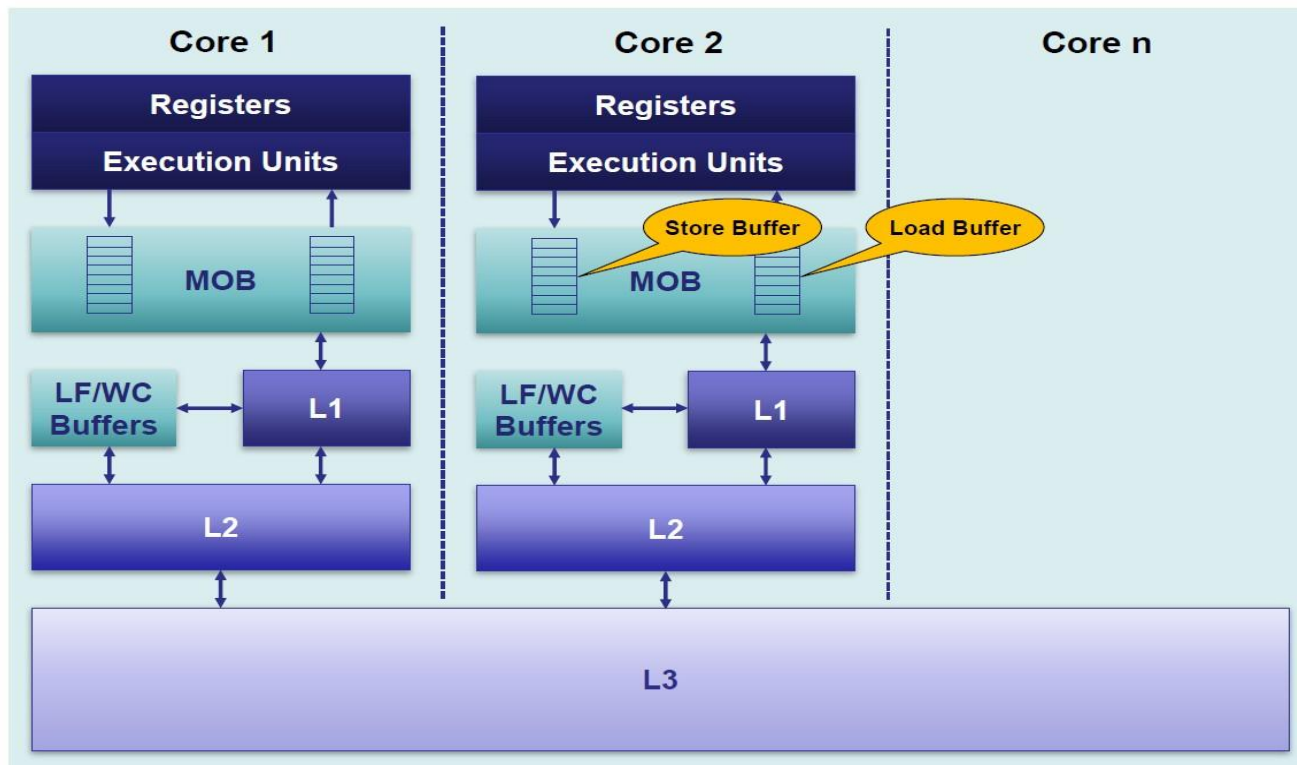 Core 1
Core 2
Core n
Registers
Execution Units
Registers
Execution Units
Store Buffer
Load Buffer
MOB
MOB
LF/WC
Buffers
L1
LF/WC
Buffers
L1
L2
L2
L3